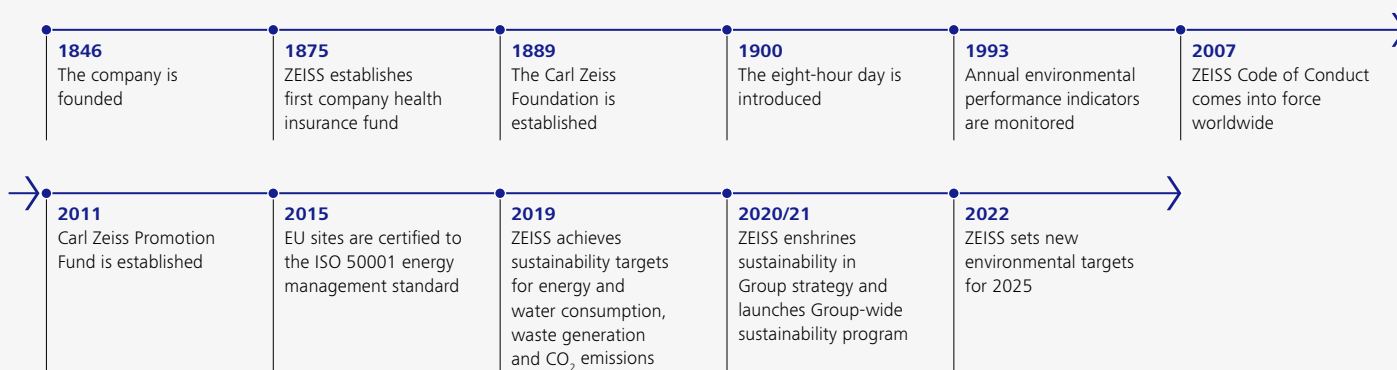 1846
The company is
founded
1875
ZEISS establishes
first company health
insurance fund
1889
The Carl Zeiss
Foundation is
established
1900
The eight-hour day is
introduced
1993
Annual environmental
performance indicators
are monitored
2007
ZEISS Code of Conduct
comes into force
worldwide
2011
Carl Zeiss Promotion
Fund is established
2015
EU sites are certified to
the ISO 50001 energy
management standard
2019
ZEISS achieves
sustainability targets
for energy and
water consumption,
waste generation
and CO₂ emissions
2020/21
ZEISS enshrines
sustainability in
Group strategy and
launches Group-wide
sustainability program
2022
ZEISS sets new
environmental targets
for 2025